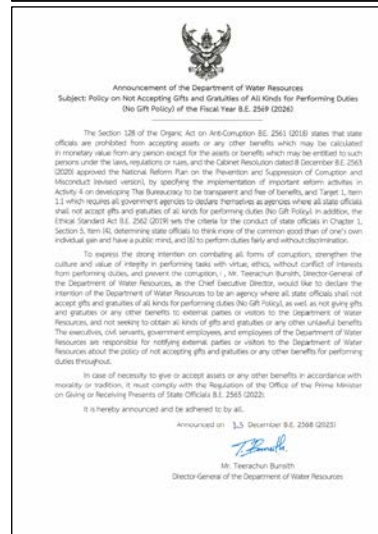 Announcement of the Department of Water Resources
Subject: Policy on Not Accepting Gifts and Gratuities of All Kinds for Performing Duties
(No Gift Policy) of the Fiscal Year B.E. 2569 (2026)
The Section 128 of the Organic Act on Anti-Corruption B.E. 2561 (2018) states that state
officials are prohibited from accepting assets or any other benefits which may be calculated
in monetary value from any person except for the assets or benefits which may be entitled to such
persons under the laws, regulations or rules, and the Cabinet Resolution dated 8 December B.E. 2563
(2020) approved the National Reform Plan on the Prevention and Suppression of Corruption and
Misconduct (revised version), by specifying the implementation of important reform activities in
Activity 4 on developing Thai Bureaucracy to be transparent and free of benefits, and Target 1, Item
1.1 which requires all government agencies to declare themselves as agencies where all state officials
shall not accept gifts and gratuities of all kinds for performing duties (No Gift Policy). In addition, the
Ethical Standard Act B.E. 2562 (2019) sets the criteria for the conduct of state officials in Chapter 1,
Section 5, Item (4), determining state officials to think more of the common good than of one's own
individual gain and have a public mind, and (6) to perform duties fairly and without discrimination.
To express the strong intention on combating all forms of corruption, strengthen the
culture and value of integrity in performing tasks with virtue, ethics, without conflict of interests
from performing duties, and prevent the corruption, I, Mr. Teerachun Bunsith, Director-General of
the Department of Water Resources, as the Chief Executive Director, would like to declare the
intention of the Department of Water Resources to be an agency where all state officials shall not
accept gifts and gratuities of all kinds for performing duties (No Gift Policy), as well as not giving gifts
and gratuities or any other benefits to external parties or visitors to the Department of Water
Resources, and not seeking to obtain all kinds of gifts and gratuities or any other unlawful benefits
The executives, civil servants, government employees, and employees of the Department of Water
Resources are responsible for notifying external parties or visitors to the Department of Water
Resources about the policy of not accepting gifts and gratuities or any other benefits for performing
duties throughout.
In case of necessity to give or accept assets or any other benefits in accordance with
morality or tradition, it must comply with the Regulation of the Office of the Prime Minister
on Giving or Receiving Presents of State Officials B.E. 2565 (2022).
It is hereby announced and be adhered to by all.
Announced on December B.E. 2568 (2025)
Mr. Teerachun Bunsith
Director-General of the Department of Water Resources